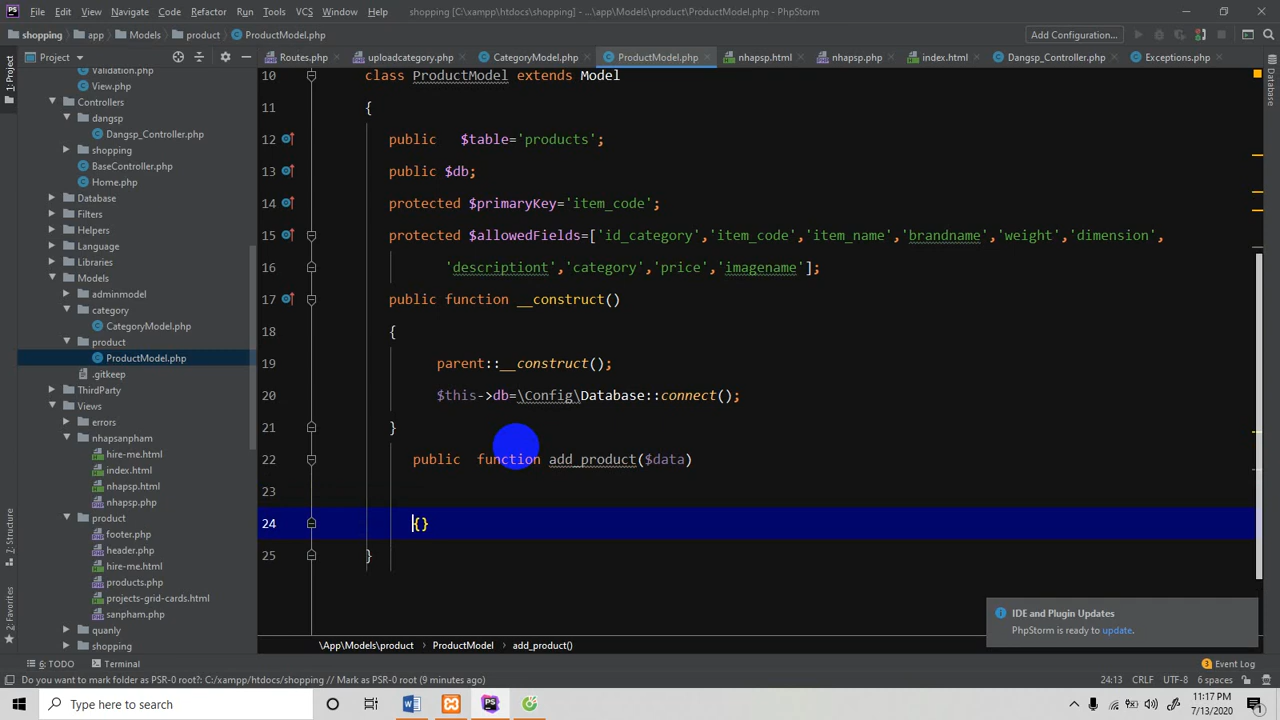 File Edit View Navigate Code Refactor Run Tools VCS Window Help shopping [C:\xampp\htdocs\shopping] - ...\app\Models\product\ProductModel.php - PhpStorm
shopping app Models product ProductModel.php Add Configuration...
Project Routes.php uploadcategory.php CategoryModel.php ProductModel.php nhapsp.html nhapsp.php index.html Dangsp_Controller.php Exceptions.php
1: Project
7: Structure
2: Favorites
Database
Validation.php
View.php
Controllers
dangsp
Dangsp_Controller.php
shopping
BaseController.php
Home.php
Database
Filters
Helpers
Language
Libraries
Models
adminmodel
category
CategoryModel.php
product
ProductModel.php
.gitkeep
ThirdParty
Views
errors
nhapsanpham
hire-me.html
index.html
nhapsp.html
nhapsp.php
product
footer.php
header.php
hire-me.html
products.php
projects-grid-cards.html
sanpham.php
quanly
shopping
10 class ProductModel extends Model
11 {
12 public $table='products';
13 public $db;
14 protected $primaryKey='item_code';
15 protected $allowedFields=['id_category','item_code','item_name','brandname','weight','dimension',
16 'descriptiont','category','price','imagename'];
17 public function __construct()
18 {
19 parent::__construct();
20 $this->db=\Config\Database::connect();
21 }
22 public function add_product($data)
23
24 {}
25 }
IDE and Plugin Updates
PhpStorm is ready to update.
\App\Models\product ProductModel add_product()
6: TODO Terminal 3 Event Log
Do you want to mark folder as PSR-0 root?: C:/xampp/htdocs/shopping // Mark as PSR-0 root (9 minutes ago) 24:13 CRLF UTF-8 6 spaces
Type here to search
11:17 PM
7/13/2020